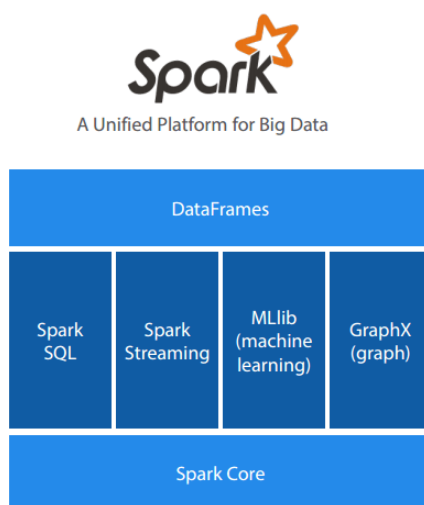 Spark
A Unified Platform for Big Data
DataFrames
Spark
SQL
Spark
Streaming
MLlib
(machine
learning)
GraphX
(graph)
Spark Core